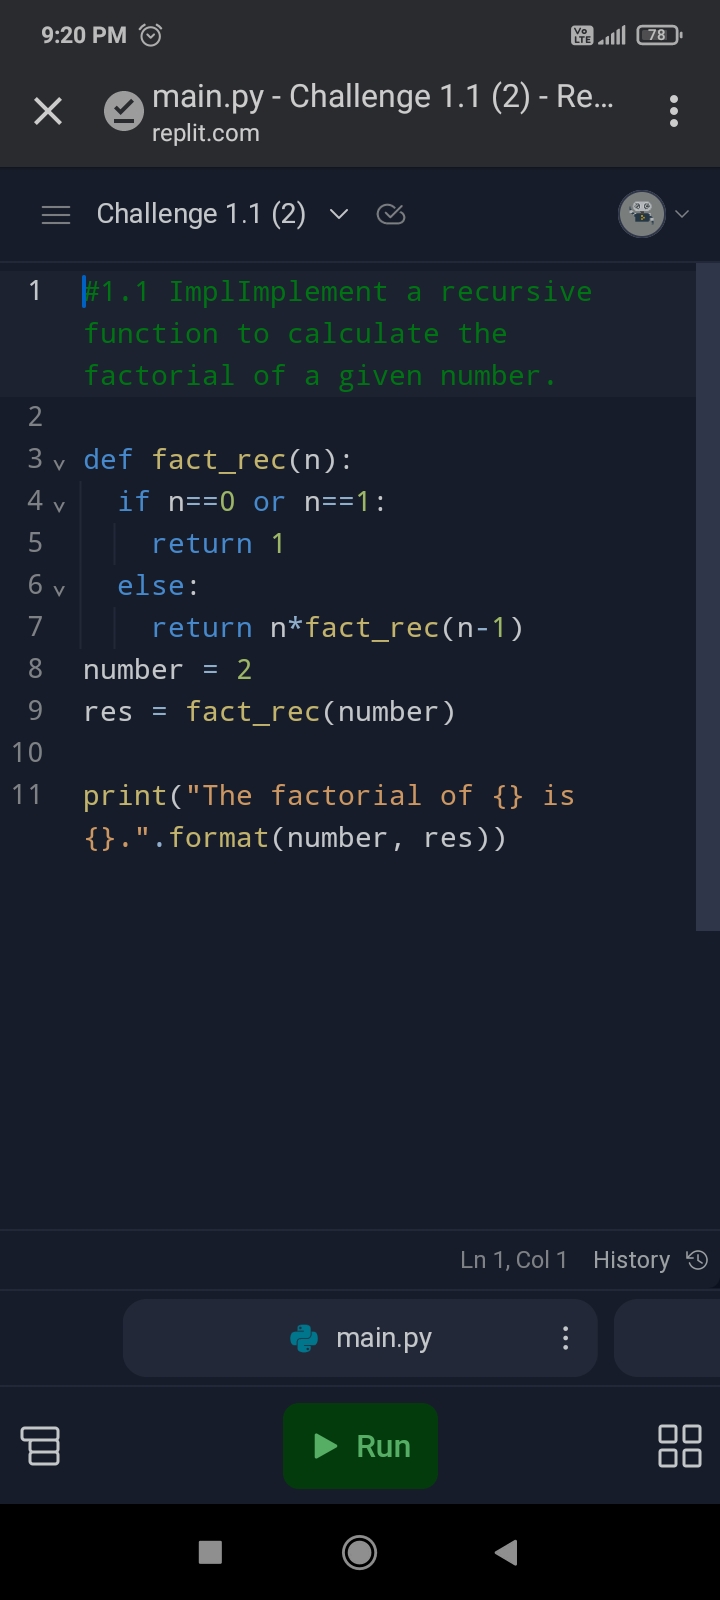 9:20 PM
Vo LTE
78
main.py - Challenge 1.1 (2) - Re...
replit.com
Challenge 1.1 (2)
1 #1.1 ImplImplement a recursive
function to calculate the
factorial of a given number.
2
3 def fact_rec(n):
4 if n==0 or n==1:
5 return 1
6 else:
7 return n*fact_rec(n-1)
8 number = 2
9 res = fact_rec(number)
10
11 print("The factorial of {} is
{}.".format(number, res))
Ln 1, Col 1 History
main.py
Run